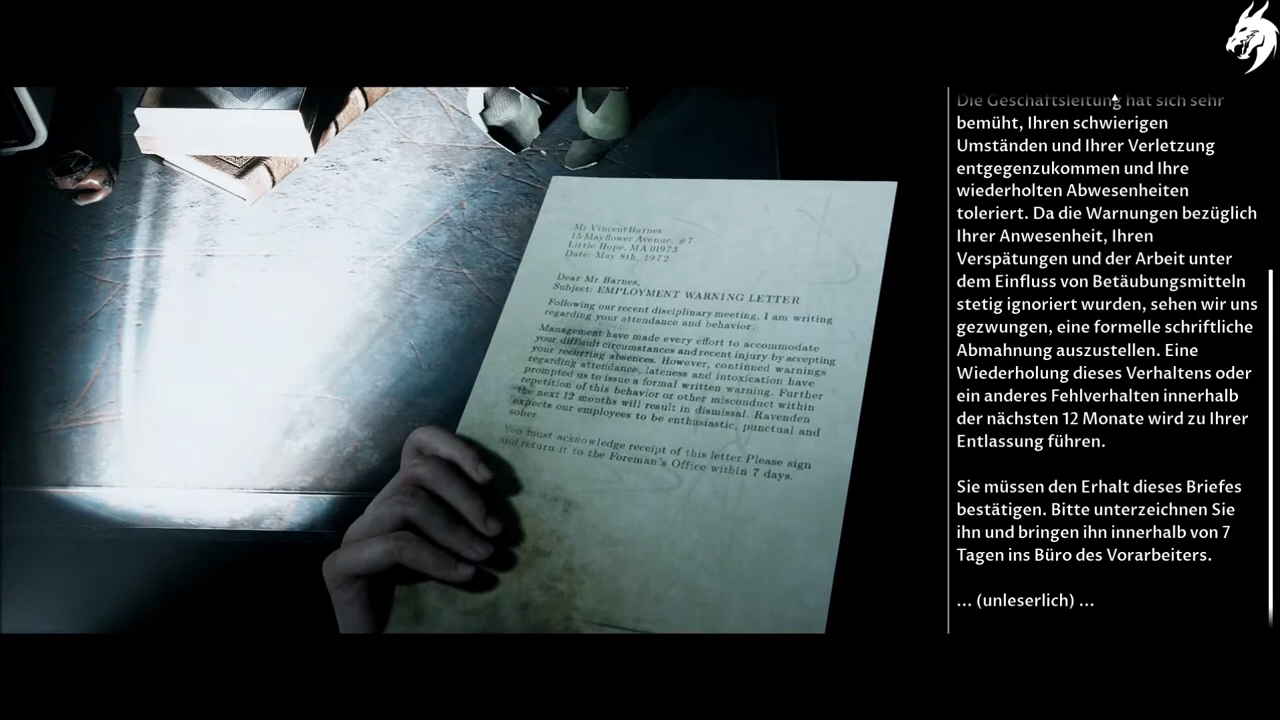 Mr Vincent Barnes
15 Mayflower Avenue, #7
Little Hope, MA 01973
Date: May 8th, 1972
Dear Mr Barnes,
Subject: EMPLOYMENT WARNING LETTER
Following our recent disciplinary meeting, I am writing
regarding your attendance and behavior.
Management have made every effort to accommodate
your difficult circumstances and recent injury by accepting
your recurring absences. However, continued warnings
regarding attendance, lateness and intoxication have
prompted us to issue a formal written warning. Further
repetition of this behavior or other misconduct within
the next 12 months will result in dismissal. Ravenden
expects our employees to be enthusiastic, punctual and
sober.
You must acknowledge receipt of this letter. Please sign
and return it to the Foreman's Office within 7 days.
Die Geschäftsleitung hat sich sehr
bemüht, Ihren schwierigen
Umständen und Ihrer Verletzung
entgegenzukommen und Ihre
wiederholten Abwesenheiten
toleriert. Da die Warnungen bezüglich
Ihrer Anwesenheit, Ihren
Verspätungen und der Arbeit unter
dem Einfluss von Betäubungsmitteln
stetig ignoriert wurden, sehen wir uns
gezwungen, eine formelle schriftliche
Abmahnung auszustellen. Eine
Wiederholung dieses Verhaltens oder
ein anderes Fehlverhalten innerhalb
der nächsten 12 Monate wird zu Ihrer
Entlassung führen.
Sie müssen den Erhalt dieses Briefes
bestätigen. Bitte unterzeichnen Sie
ihn und bringen ihn innerhalb von 7
Tagen ins Büro des Vorarbeiters.
... (unleserlich) ...